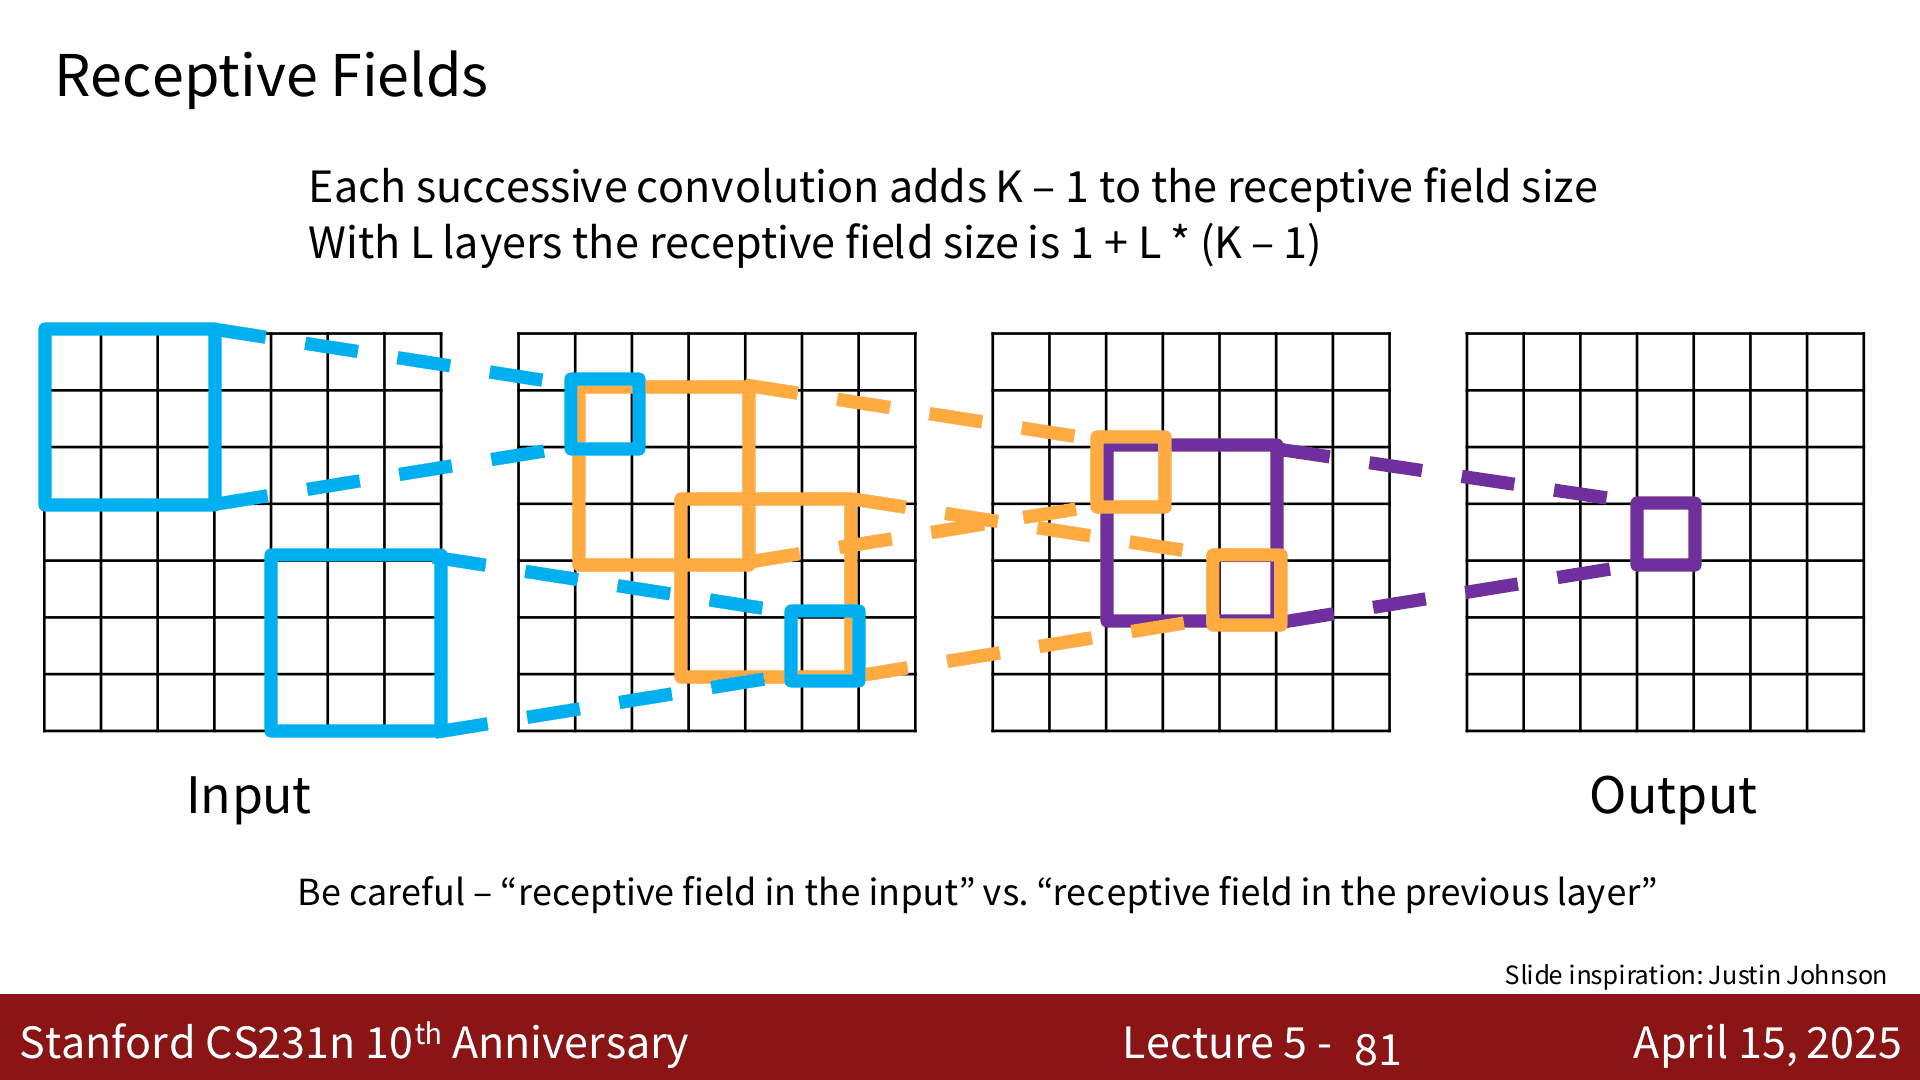 Receptive Fields
Each successive convolution adds K – 1 to the receptive field size
With L layers the receptive field size is 1 + L * (K – 1)
Input
Output
Be careful – “receptive field in the input” vs. “receptive field in the previous layer”
Slide inspiration: Justin Johnson
Stanford CS231n 10th Anniversary
Lecture 5 - 81
April 15, 2025